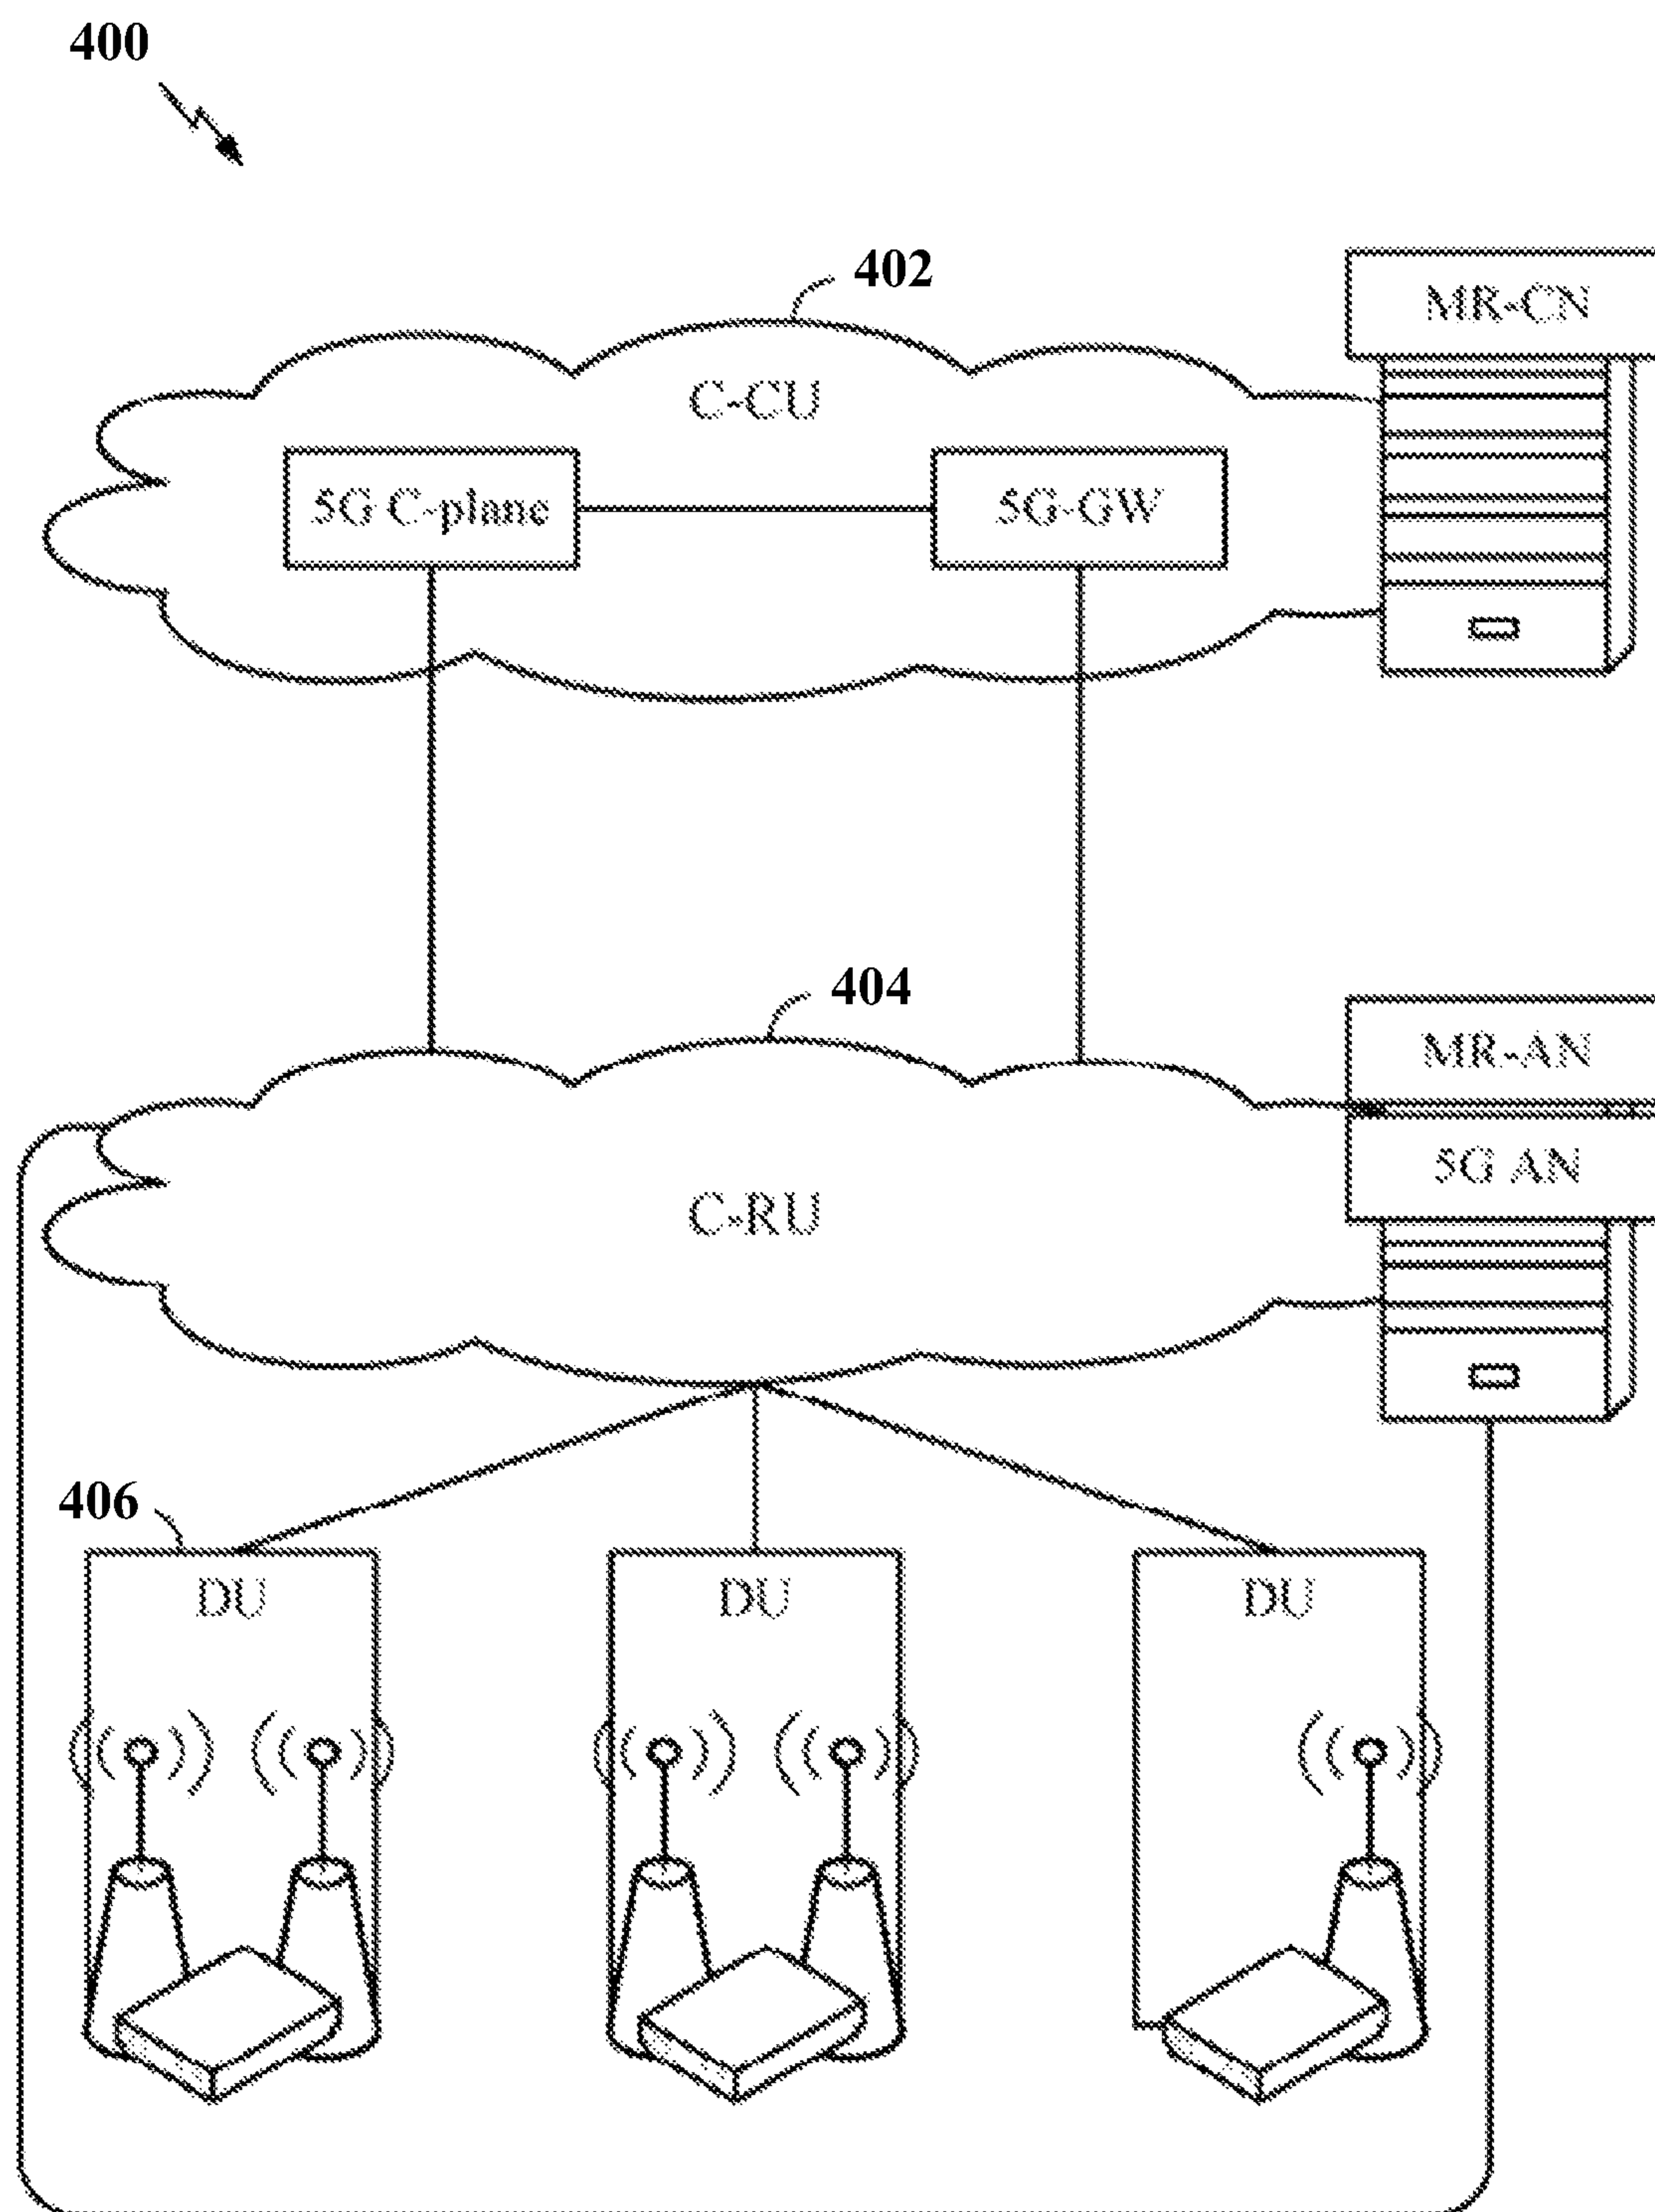 400
402
MR-CN
C-CU
5G C-plane
5G-GW
404
MR-AN
5G AN
C-RU
406
DU
DU
DU